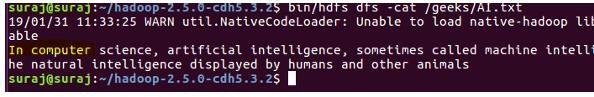 suraj@suraj:~/hadoop-2.5.0-cdh5.3.2$ bin/hdfs dfs -cat /geeks/AI.txt
19/01/31 11:33:25 WARN util.NativeCodeLoader: Unable to load native-hadoop lib
able
In computer science, artificial intelligence, sometimes called machine intelli
he natural intelligence displayed by humans and other animals
suraj@suraj:~/hadoop-2.5.0-cdh5.3.2$